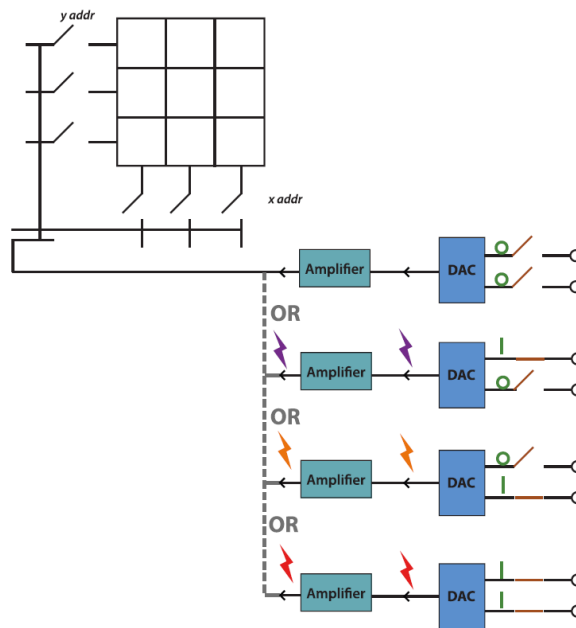 y addr
x addr
Amplifier
DAC
OR
Amplifier
DAC
OR
Amplifier
DAC
OR
Amplifier
DAC